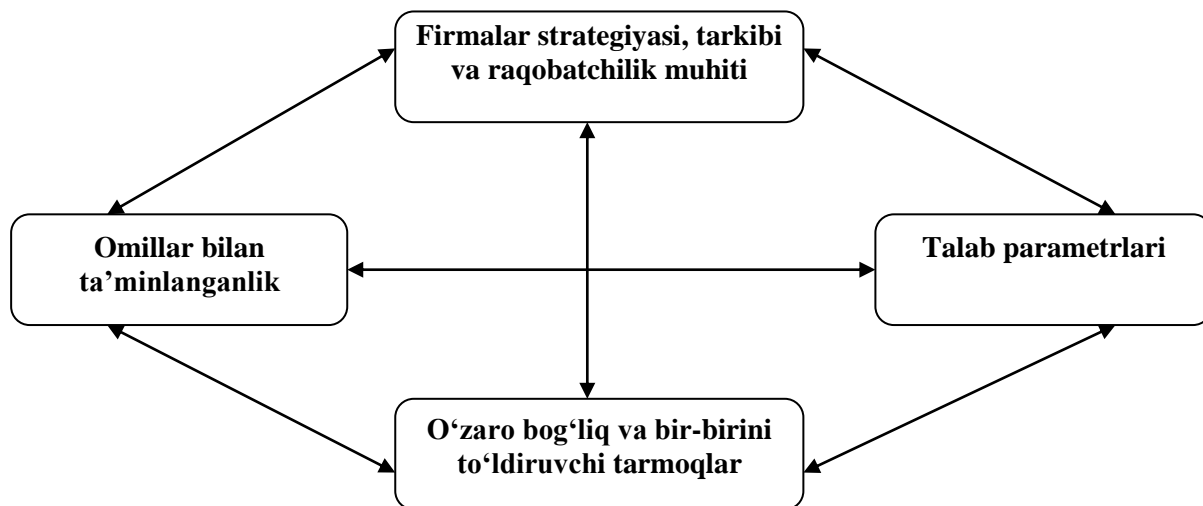 Firmalar strategiyasi, tarkibi
va raqobatchilik muhiti
Omillar bilan
ta’minlanganlik
Talab parametrlari
O‘zaro bog‘liq va bir-birini
to‘ldiruvchi tarmoqlar